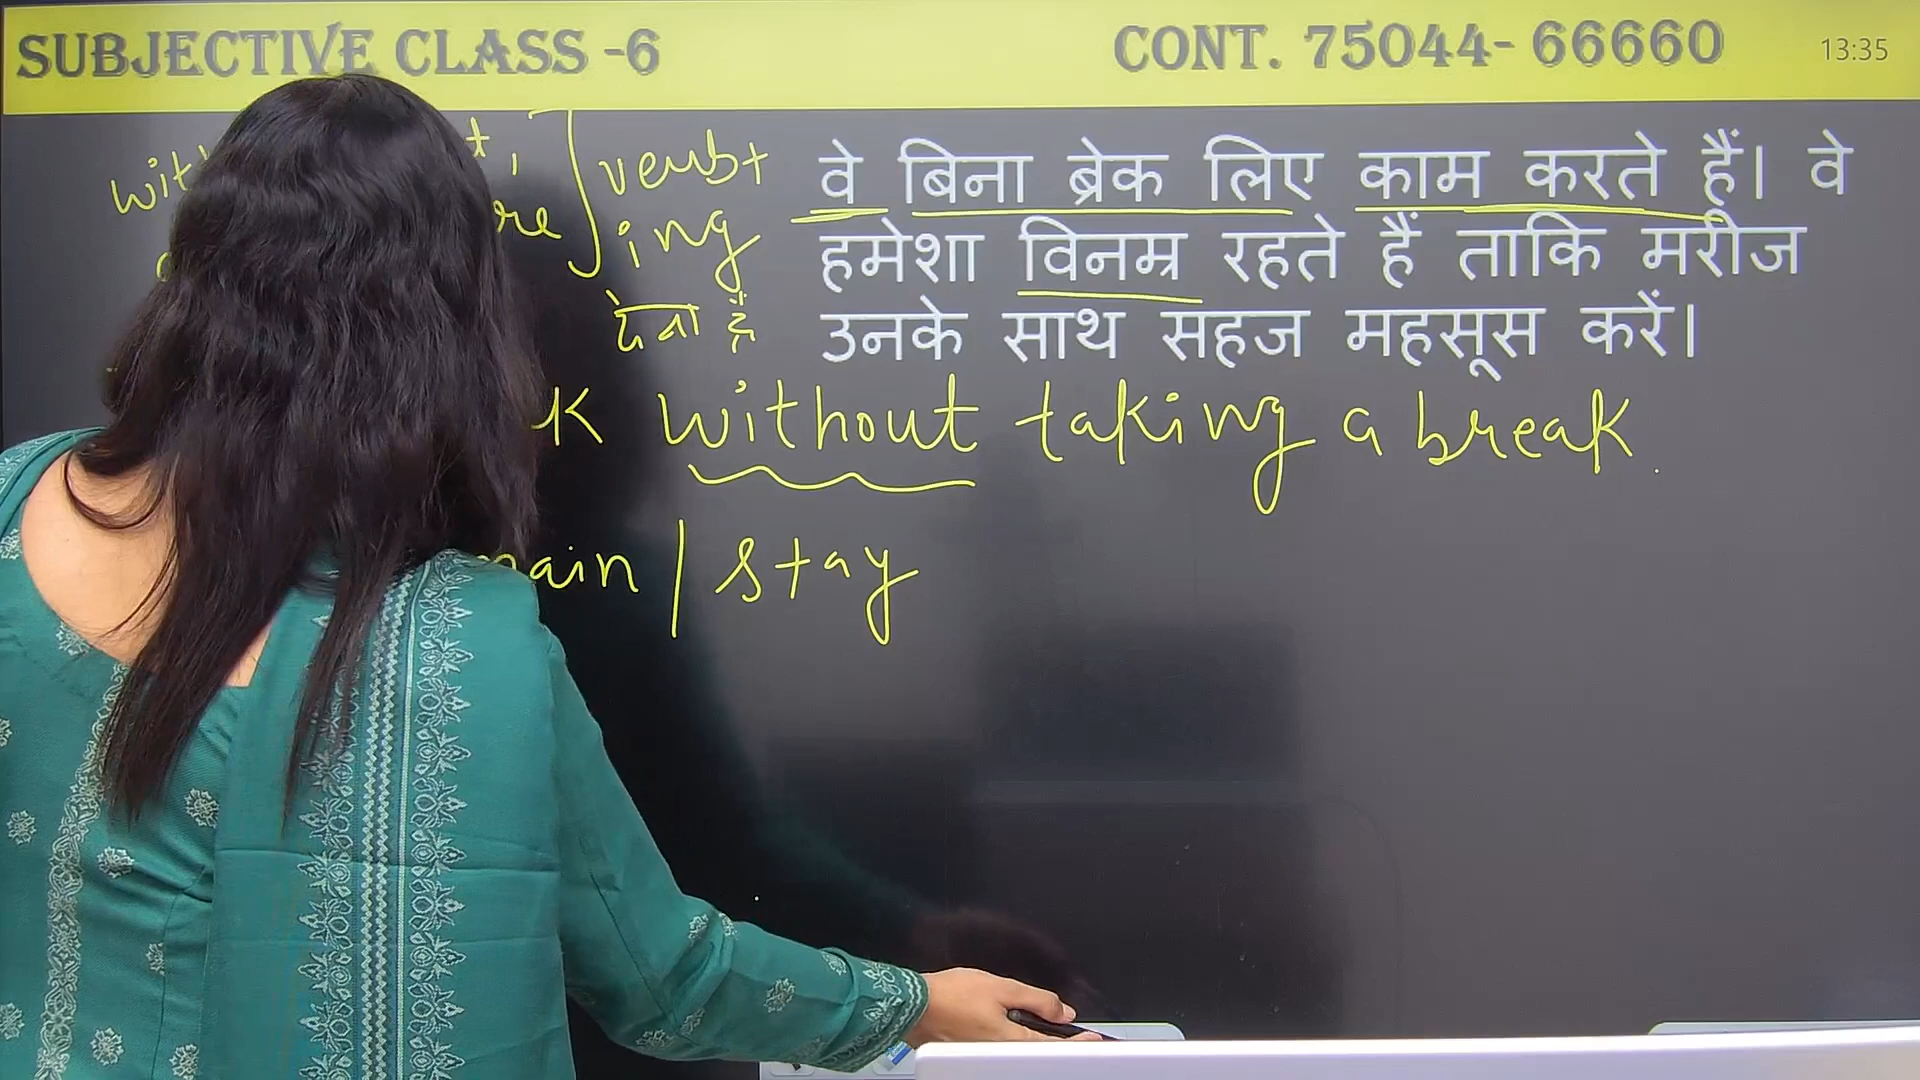 SUBJECTIVE CLASS -6
CONT. 75044- 66660
13:35
verb+
ing
देना है
वे बिना ब्रेक लिए काम करते हैं। वे
हमेशा विनम्र रहते हैं ताकि मरीज
उनके साथ सहज महसूस करें।
without taking a break.
/ stay